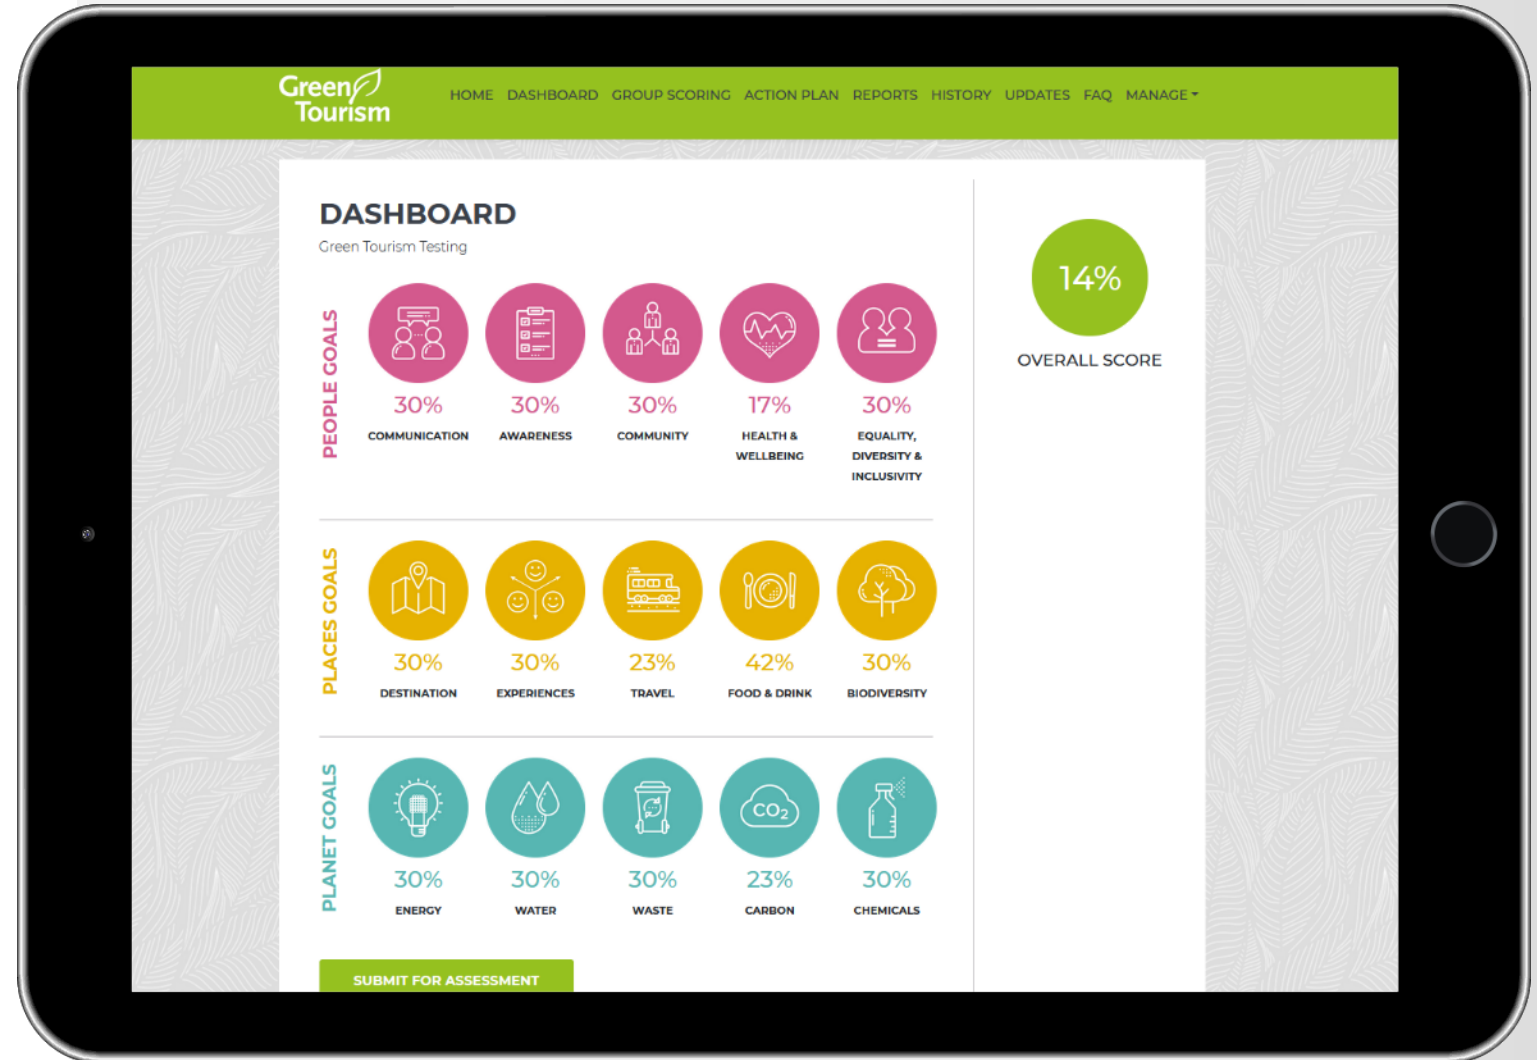 Green
Tourism
HOME DASHBOARD GROUP SCORING ACTION PLAN REPORTS HISTORY UPDATES FAQ MANAGE
DASHBOARD
Green Tourism Testing
14%
OVERALL SCORE
PEOPLE GOALS
30% 30% 30% 17% 30%
COMMUNICATION AWARENESS COMMUNITY HEALTH & EQUALITY,
WELLBEING DIVERSITY &
INCLUSIVITY
PLACES GOALS
30% 30% 23% 42% 30%
DESTINATION EXPERIENCES TRAVEL FOOD & DRINK BIODIVERSITY
PLANET GOALS
CO₂
30% 30% 30% 23% 30%
ENERGY WATER WASTE CARBON CHEMICALS
SUBMIT FOR ASSESSMENT